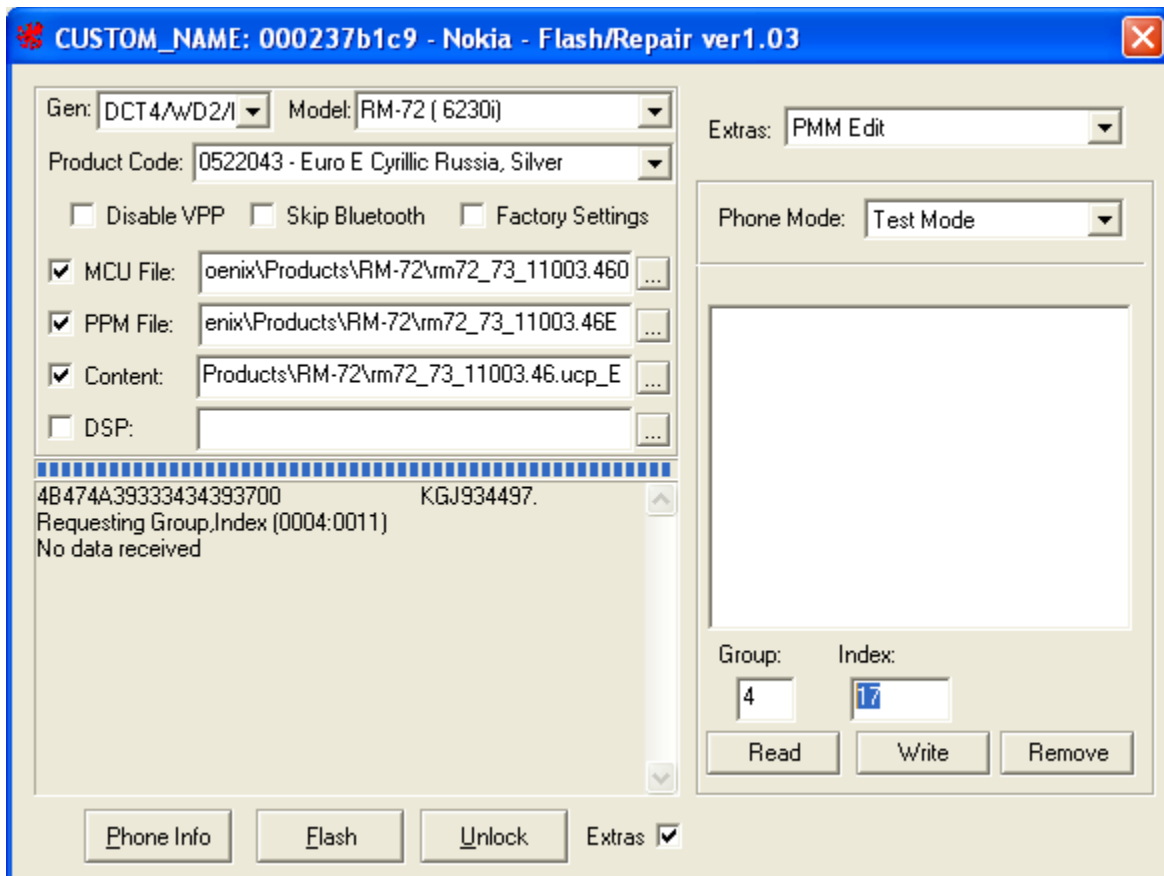 CUSTOM_NAME: 000237b1c9 - Nokia - Flash/Repair ver1.03
Gen: DCT4/WD2/I Model: RM-72 ( 6230i)
Product Code: 0522043 - Euro E Cyrillic Russia, Silver
Disable VPP Skip Bluetooth Factory Settings
MCU File: oenix\Products\RM-72\rm72_73_11003.460 ...
PPM File: enix\Products\RM-72\rm72_73_11003.46E ...
Content: Products\RM-72\rm72_73_11003.46.ucp_E ...
DSP: ...
4B474A39333434393700 KGJ934497.
Requesting Group,Index (0004:0011)
No data received
Phone Info Flash Unlock Extras
Extras: PMM Edit
Phone Mode: Test Mode
Group: Index:
4 17
Read Write Remove